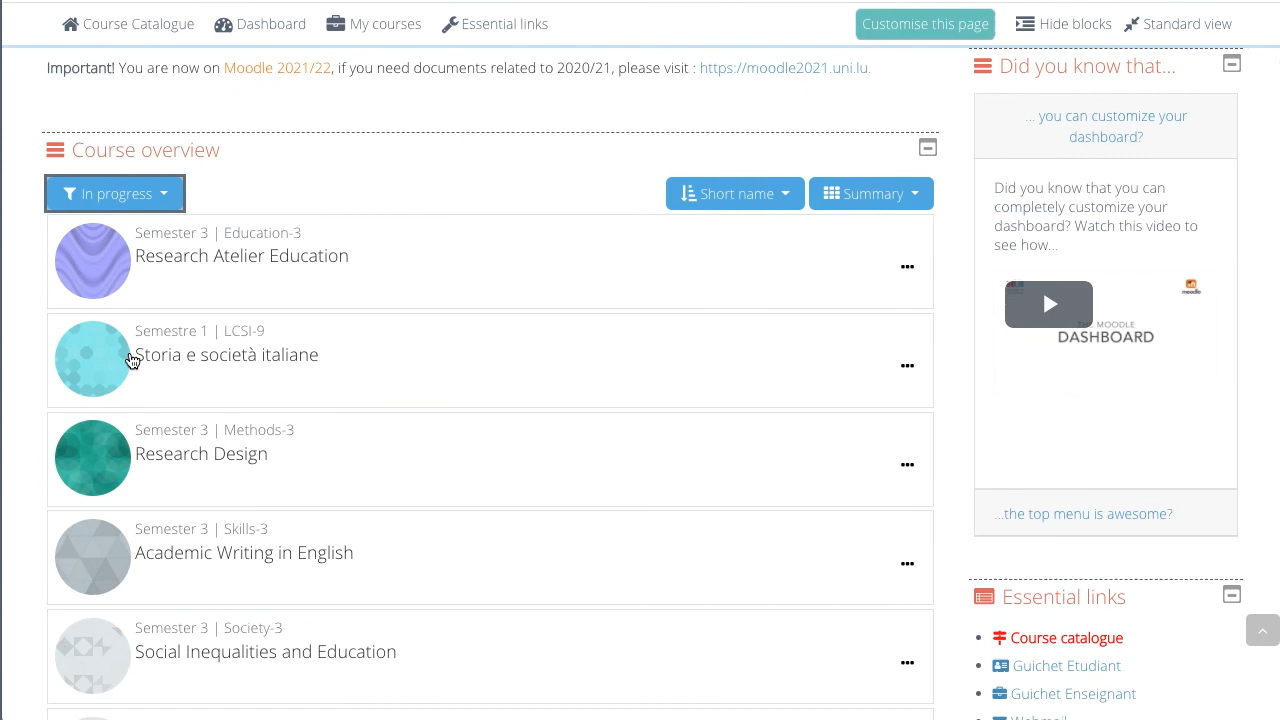 Course Catalogue Dashboard My courses Essential links Customise this page Hide blocks Standard view
Important! You are now on Moodle 2021/22, if you need documents related to 2020/21, please visit : https://moodle2021.uni.lu.
Course overview
In progress Short name Summary
Semester 3 | Education-3
Research Atelier Education
Semestre 1 | LCSI-9
Storia e società italiane
Semester 3 | Methods-3
Research Design
Semester 3 | Skills-3
Academic Writing in English
Semester 3 | Society-3
Social Inequalities and Education
Did you know that...
... you can customize your
dashboard?
Did you know that you can
completely customize your
dashboard? Watch this video to
see how...
moodle
MOODLE
DASHBOARD
...the top menu is awesome?
Essential links
Course catalogue
Guichet Etudiant
Guichet Enseignant
Webmail